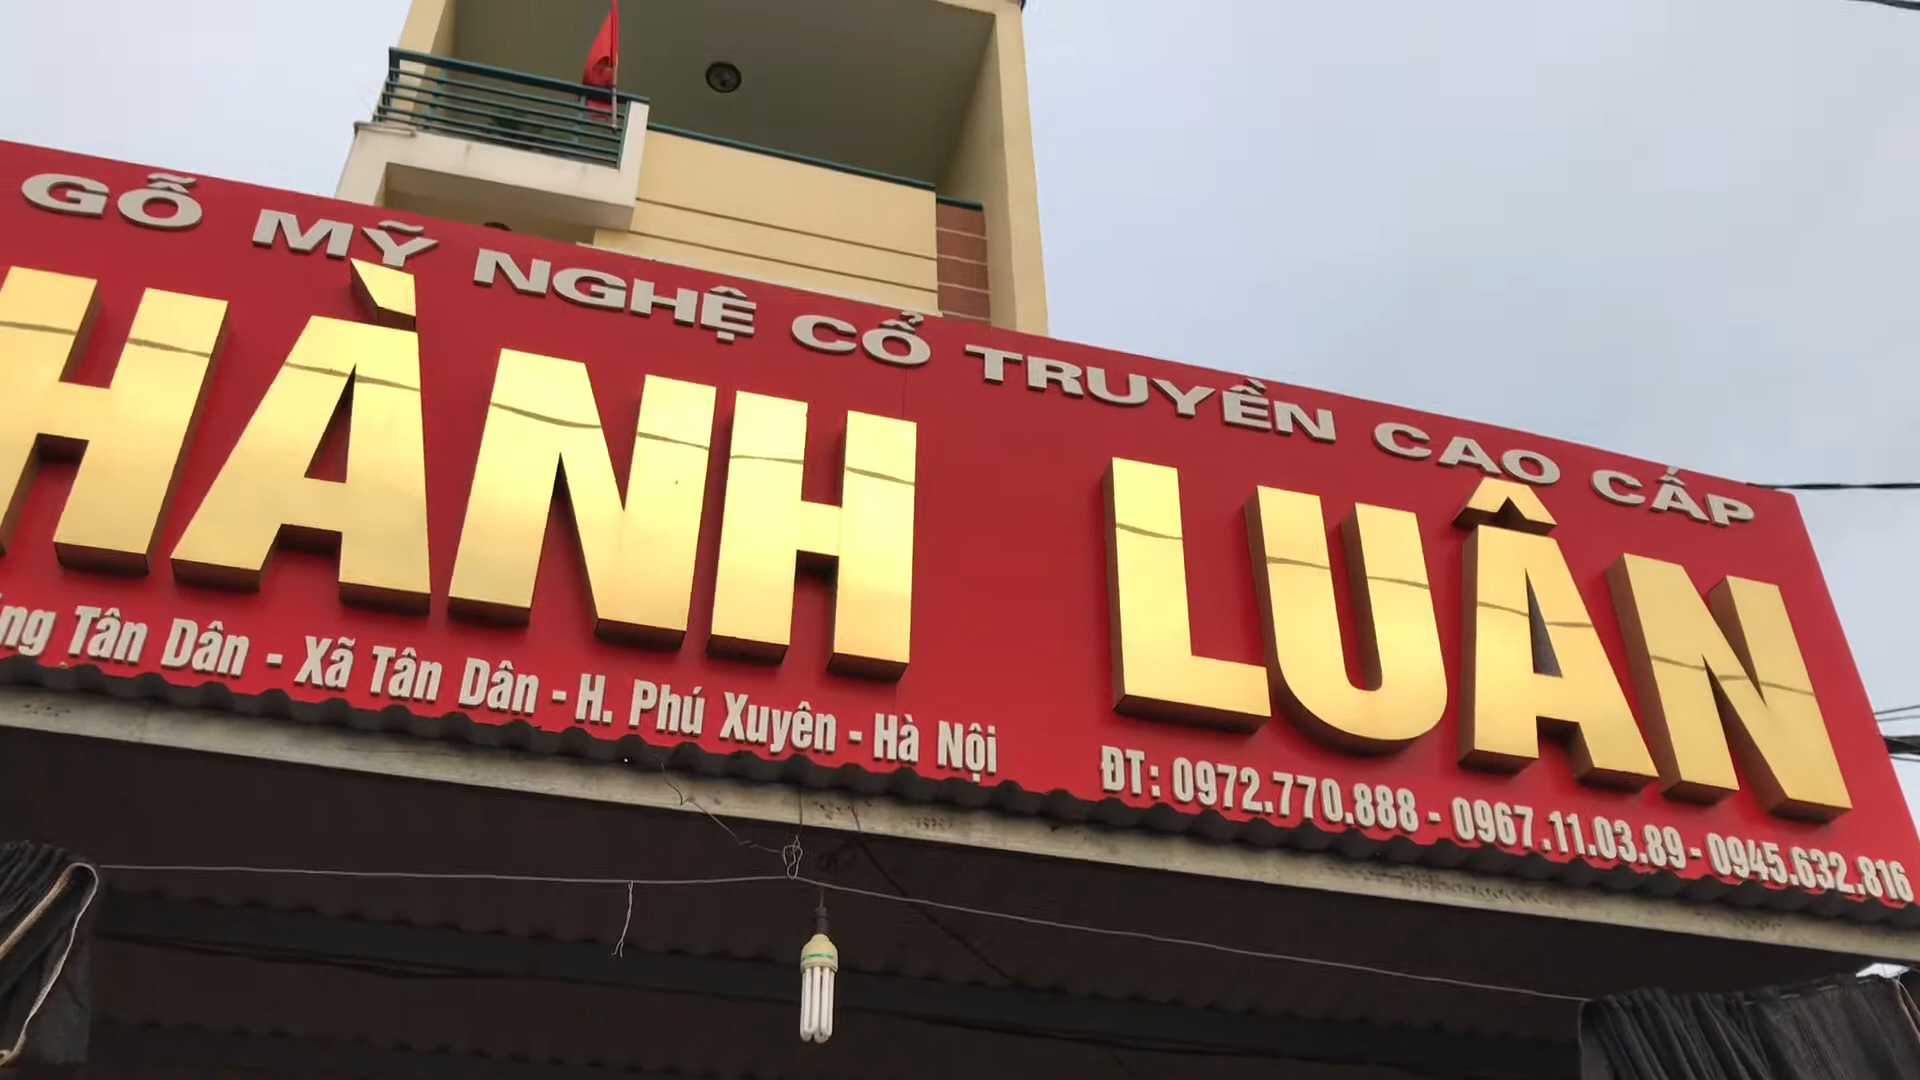 GỖ MỸ NGHỆ CỔ TRUYỀN CAO CẤP
HÀNH LUÂN
Tân Dân - Xã Tân Dân - H. Phú Xuyên - Hà Nội
ĐT: 0972.770.888 - 0967.11.03.89 - 0945.632.816